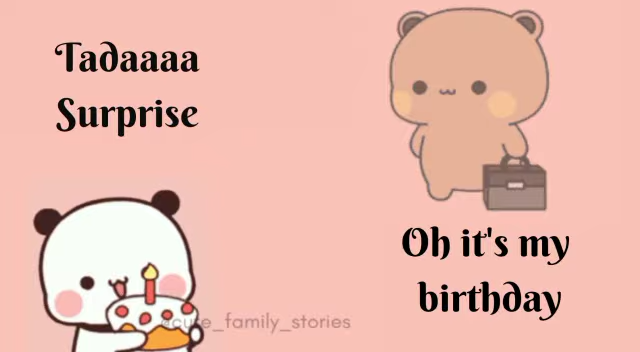 Tadaaaa
Surprise
Oh it's my
birthday
@cute_family_stories